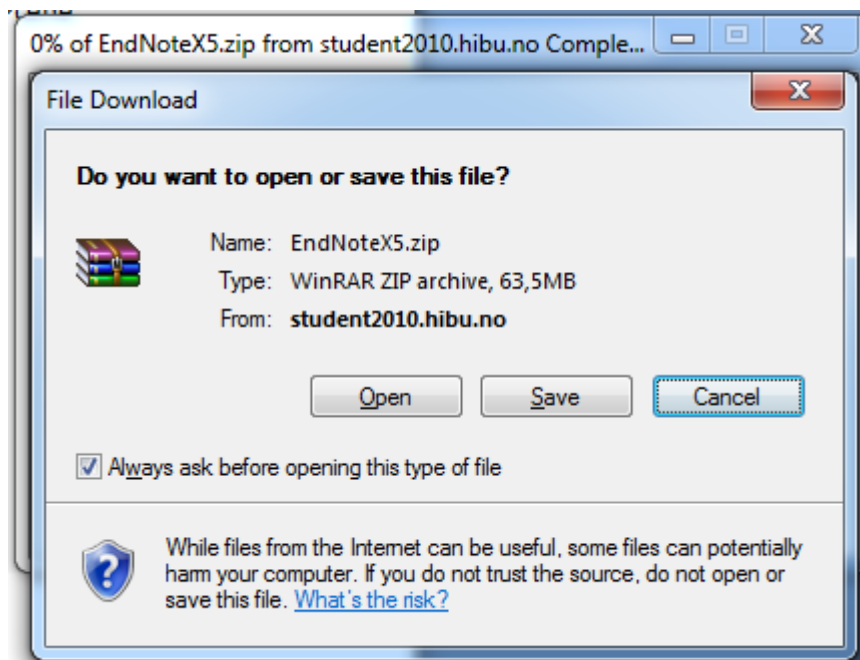 0% of EndNoteX5.zip from student2010.hibu.no Comple...
File Download
Do you want to open or save this file?
Name: EndNoteX5.zip
Type: WinRAR ZIP archive, 63,5MB
From: student2010.hibu.no
Open Save Cancel
Always ask before opening this type of file
While files from the Internet can be useful, some files can potentially
harm your computer. If you do not trust the source, do not open or
save this file. What's the risk?